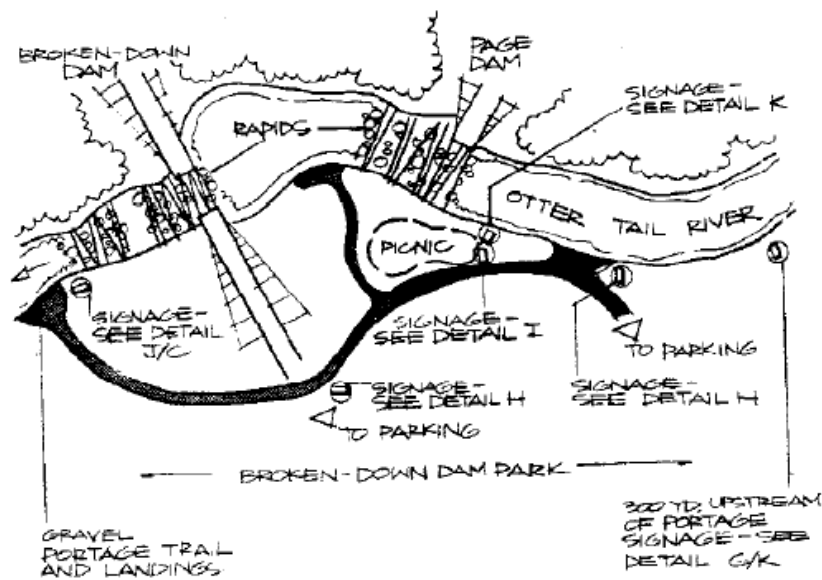 BROKEN-DOWN
DAM
PAGE
DAM
SIGNAGE-
SEE DETAIL K
RAPIDS
OTTER TAIL RIVER
PICNIC
SIGNAGE-
SEE DETAIL
J/C
SIGNAGE-
SEE DETAIL I
TO PARKING
SIGNAGE-
SEE DETAIL H
TO PARKING
SIGNAGE-
SEE DETAIL H
BROKEN-DOWN DAM PARK
GRAVEL
PORTAGE TRAIL
AND LANDINGS
300 YD. UPSTREAM
OF PORTAGE
SIGNAGE-SEE
DETAIL G/K